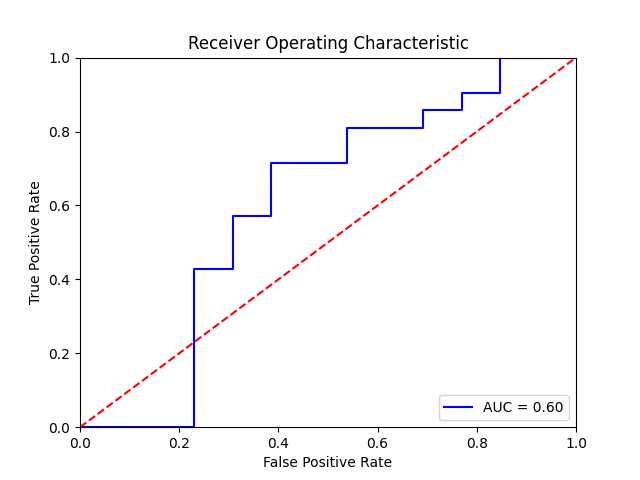 Receiver Operating Characteristic
1.0
0.8
0.6
0.4
0.2
0.0
True Positive Rate
AUC = 0.60
0.0 0.2 0.4 0.6 0.8 1.0
False Positive Rate